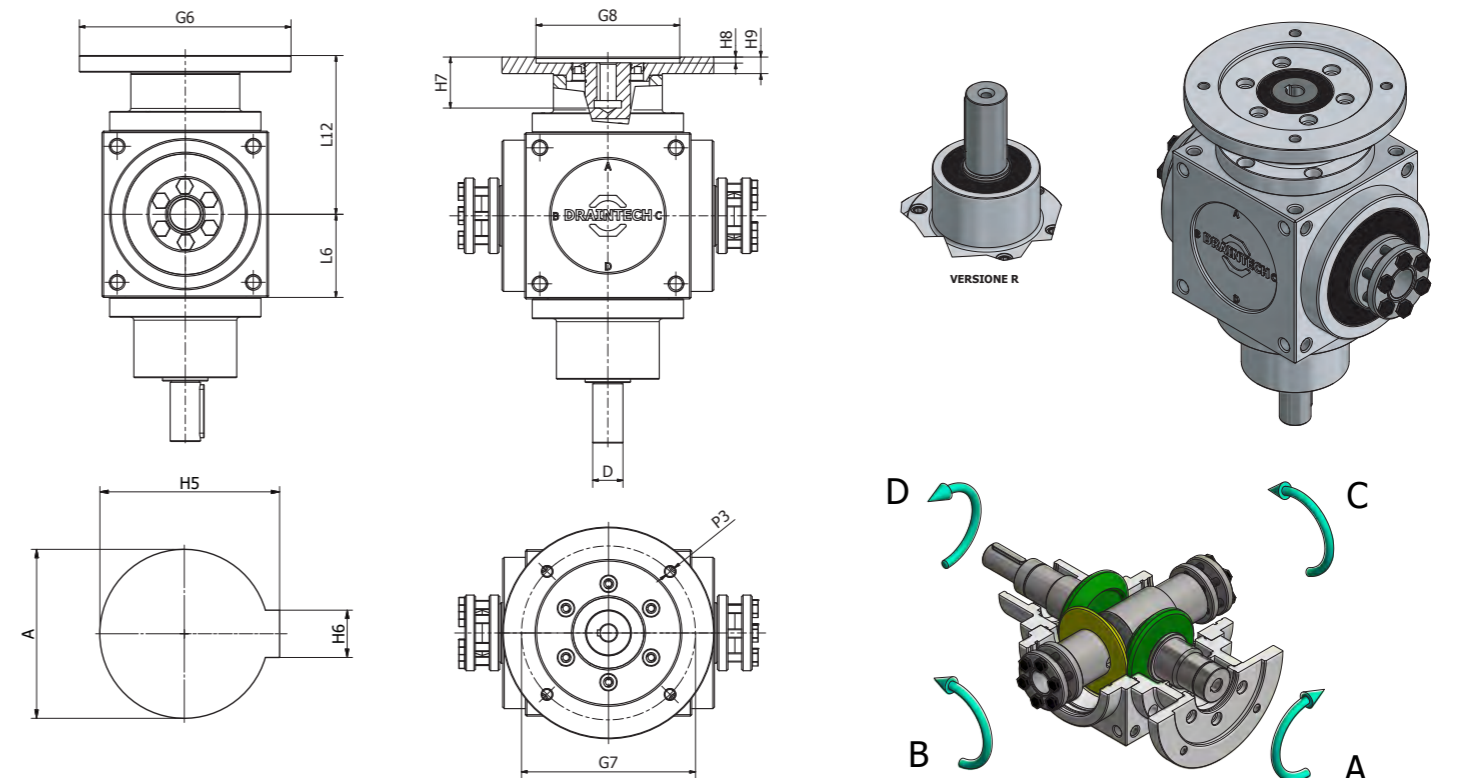 G6
L12
L6
G8
H8
H9
H7
A
B DRAINTECH C
D
D
H5
A
H6
P3
G7
VERSIONE R
A
B DRAINTECH C
D
D
C
B
A